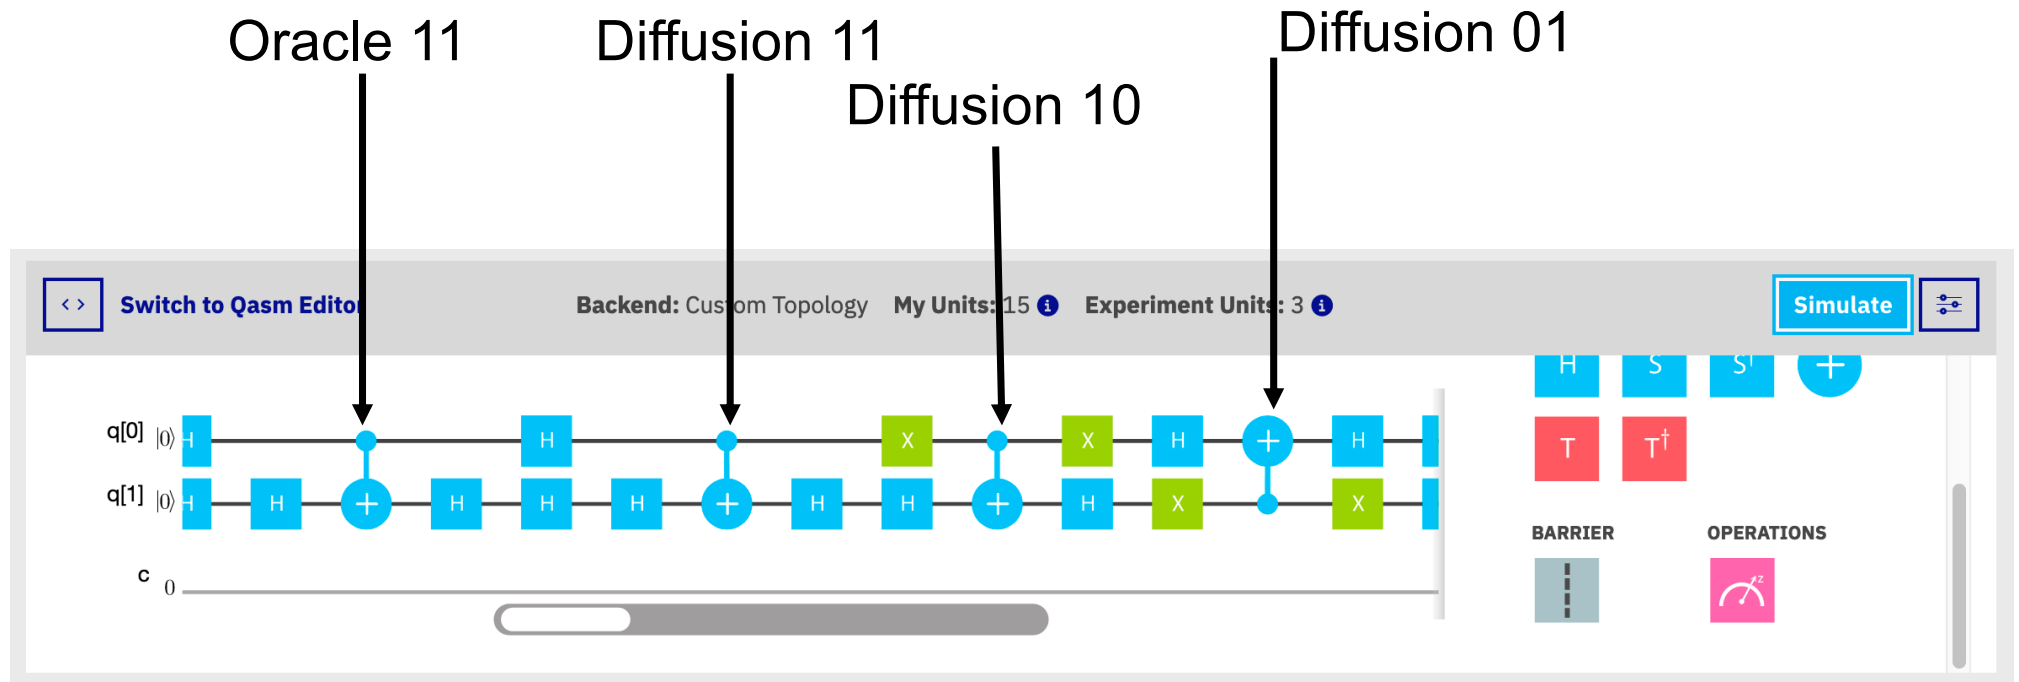 Oracle 11
Diffusion 11
Diffusion 01
Diffusion 10
< > Switch to Qasm Editor Backend: Custom Topology My Units: 15 i Experiment Units: 3 i Simulate
H S S† +
q[0] |0⟩ H H X X H + H
T T†
q[1] |0⟩ H H + H H H + H H + H X X
BARRIER OPERATIONS
c 0
z